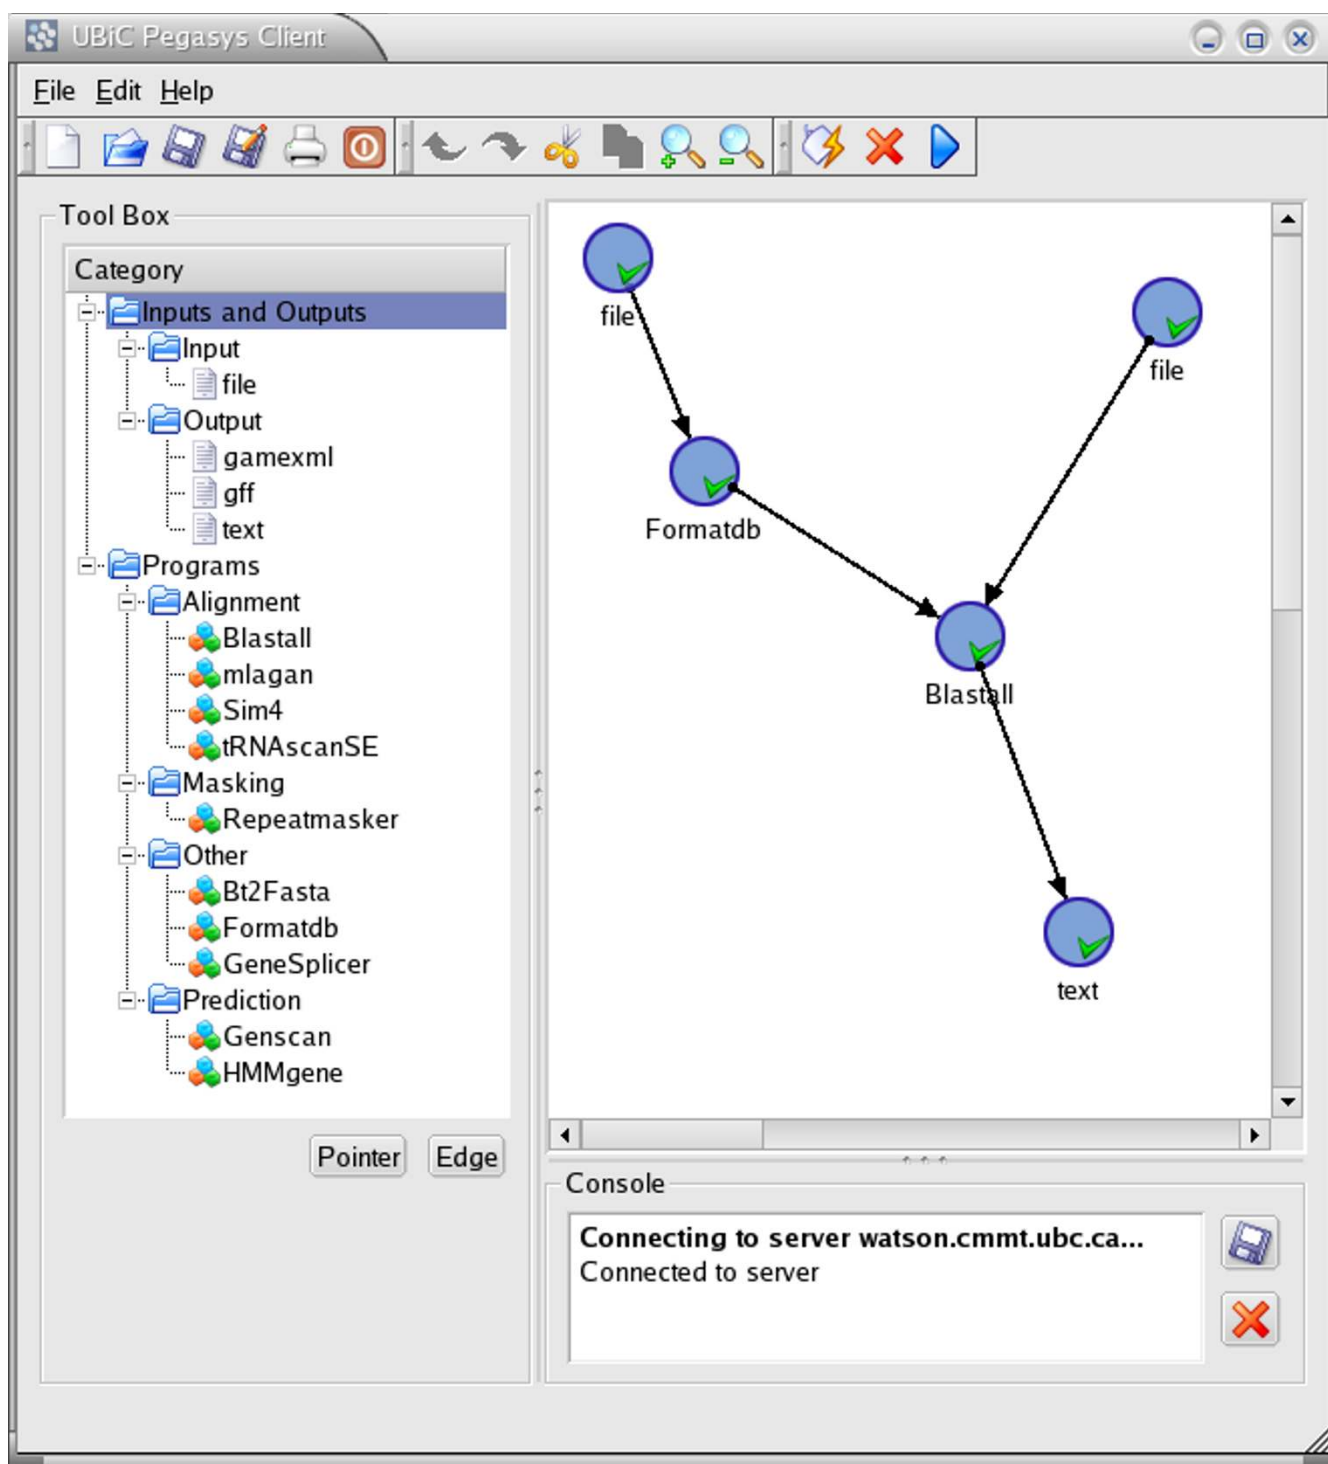 UBiC Pegasys Client
File Edit Help
Tool Box
Category
Inputs and Outputs
Input
file
Output
gamexml
gff
text
Programs
Alignment
Blastall
mlagan
Sim4
tRNAscanSE
Masking
Repeatmasker
Other
Bt2Fasta
Formatdb
GeneSplicer
Prediction
Genscan
HMMgene
Pointer Edge
file
file
Formatdb
Blastall
text
Console
Connecting to server watson.cmmt.ubc.ca...
Connected to server